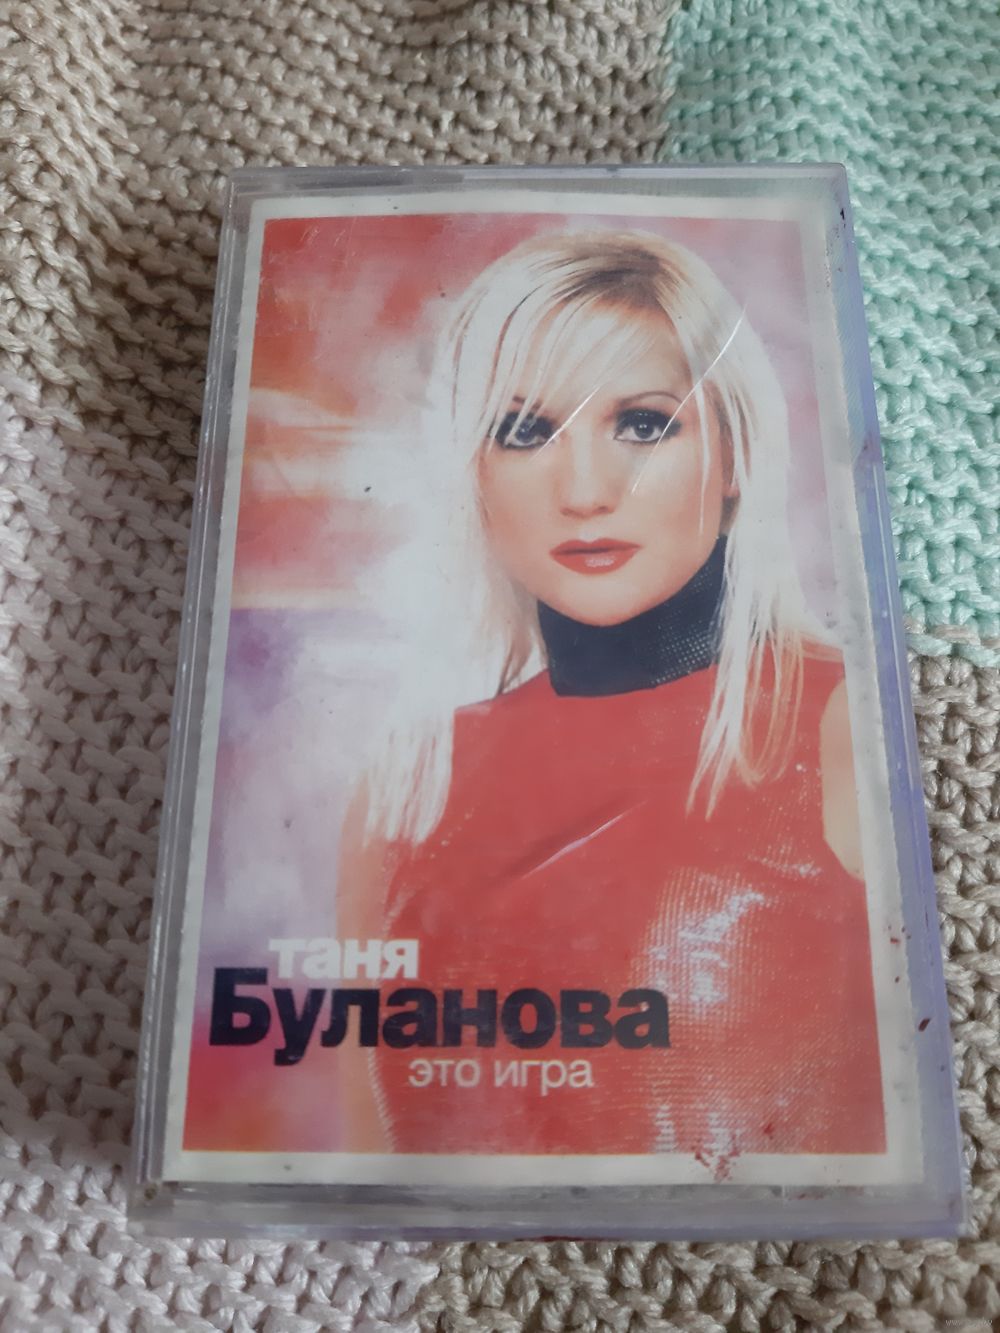 таня
Буланова
это игра